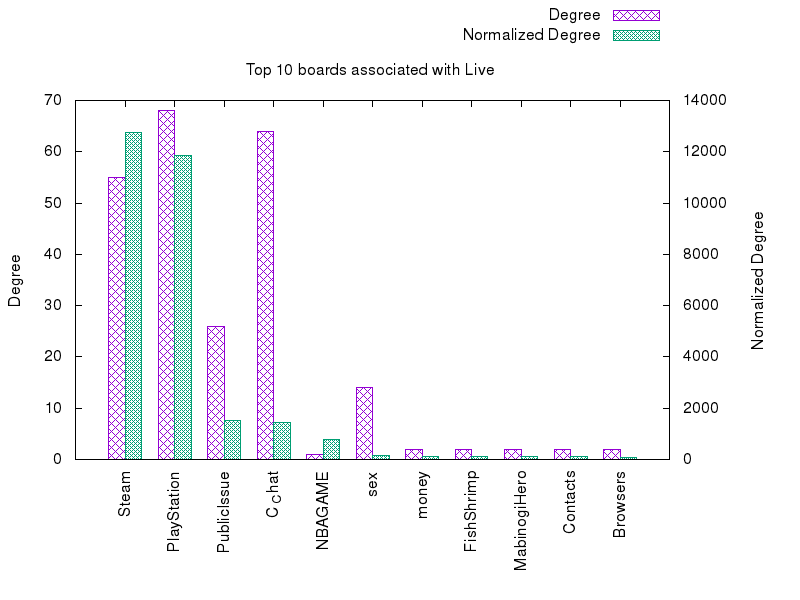 Degree
Normalized Degree
Top 10 boards associated with Live
70
60
50
40
30
20
10
0
14000
12000
10000
8000
6000
4000
2000
0
Degree
Normalized Degree
Steam
PlayStation
PublicIssue
C_Chat
NBAGAME
sex
money
FishShrimp
MabinogiHero
Contacts
Browsers